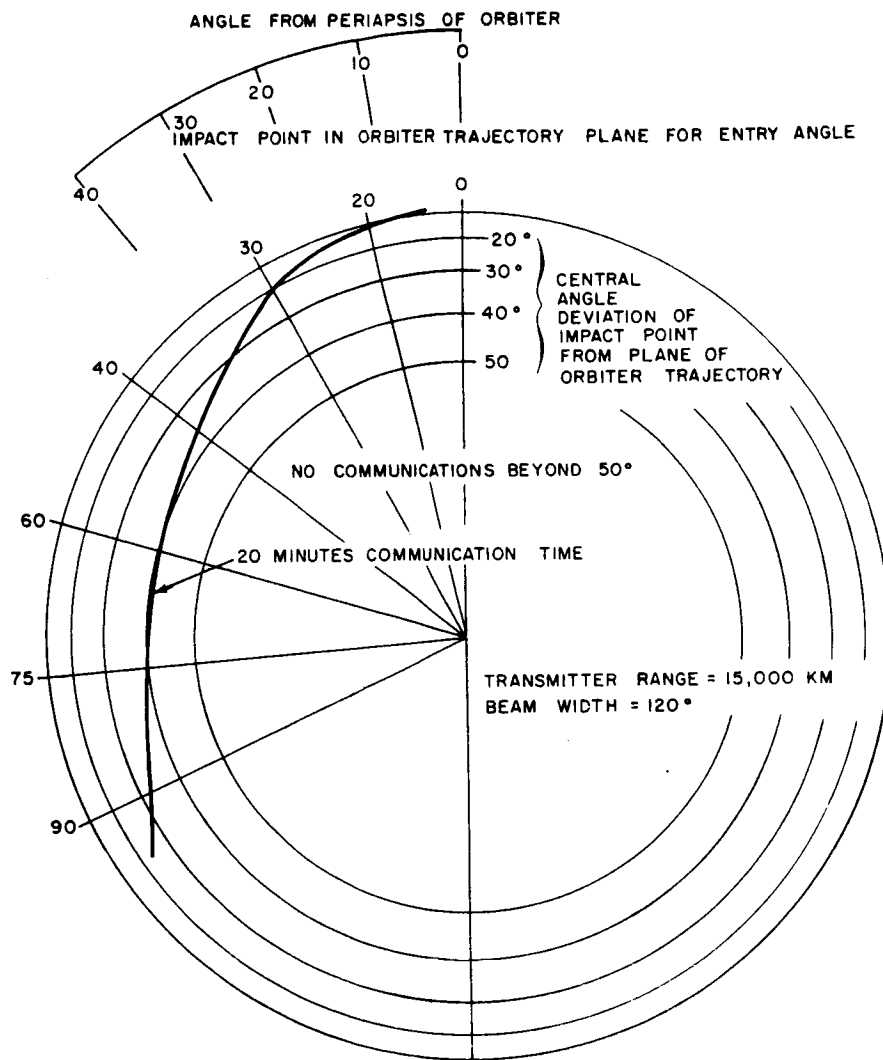 ANGLE FROM PERIAPSIS OF ORBITER
0
10
20
30
40
IMPACT POINT IN ORBITER TRAJECTORY PLANE FOR ENTRY ANGLE
0
20
30
40
60
75
90
20°
30°
40°
50
CENTRAL
ANGLE
DEVIATION OF
IMPACT POINT
FROM PLANE OF
ORBITER TRAJECTORY
NO COMMUNICATIONS BEYOND 50°
20 MINUTES COMMUNICATION TIME
TRANSMITTER RANGE = 15,000 KM
BEAM WIDTH = 120°